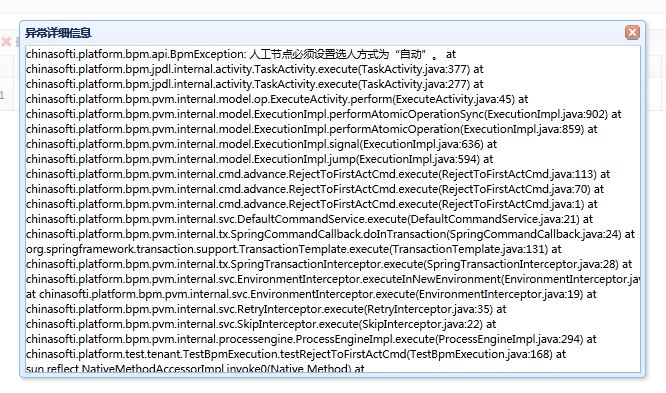 异常详细信息
chinasofti.platform.bpm.api.BpmException: 人工节点必须设置选人方式为“自动”。 at
chinasofti.platform.bpm.jpdl.internal.activity.TaskActivity.execute(TaskActivity.java:377) at
chinasofti.platform.bpm.jpdl.internal.activity.TaskActivity.execute(TaskActivity.java:277) at
chinasofti.platform.bpm.pvm.internal.model.op.ExecuteActivity.perform(ExecuteActivity.java:45) at
chinasofti.platform.bpm.pvm.internal.model.ExecutionImpl.performAtomicOperationSync(ExecutionImpl.java:902) at
chinasofti.platform.bpm.pvm.internal.model.ExecutionImpl.performAtomicOperation(ExecutionImpl.java:859) at
chinasofti.platform.bpm.pvm.internal.model.ExecutionImpl.signal(ExecutionImpl.java:636) at
chinasofti.platform.bpm.pvm.internal.model.ExecutionImpl.jump(ExecutionImpl.java:594) at
chinasofti.platform.bpm.pvm.internal.cmd.advance.RejectToFirstActCmd.execute(RejectToFirstActCmd.java:113) at
chinasofti.platform.bpm.pvm.internal.cmd.advance.RejectToFirstActCmd.execute(RejectToFirstActCmd.java:70) at
chinasofti.platform.bpm.pvm.internal.cmd.advance.RejectToFirstActCmd.execute(RejectToFirstActCmd.java:1) at
chinasofti.platform.bpm.pvm.internal.svc.DefaultCommandService.execute(DefaultCommandService.java:21) at
chinasofti.platform.bpm.pvm.internal.tx.SpringCommandCallback.doInTransaction(SpringCommandCallback.java:24) at
org.springframework.transaction.support.TransactionTemplate.execute(TransactionTemplate.java:131) at
chinasofti.platform.bpm.pvm.internal.tx.SpringTransactionInterceptor.execute(SpringTransactionInterceptor.java:28) at
chinasofti.platform.bpm.pvm.internal.svc.EnvironmentInterceptor.executeInNewEnvironment(EnvironmentInterceptor.jav
at chinasofti.platform.bpm.pvm.internal.svc.EnvironmentInterceptor.execute(EnvironmentInterceptor.java:19) at
chinasofti.platform.bpm.pvm.internal.svc.RetryInterceptor.execute(RetryInterceptor.java:35) at
chinasofti.platform.bpm.pvm.internal.svc.SkipInterceptor.execute(SkipInterceptor.java:22) at
chinasofti.platform.bpm.pvm.internal.processengine.ProcessEngineImpl.execute(ProcessEngineImpl.java:294) at
chinasofti.platform.test.tenant.TestBpmExecution.testRejectToFirstActCmd(TestBpmExecution.java:168) at
sun.reflect.NativeMethodAccessorImpl.invoke0(Native Method) at
1